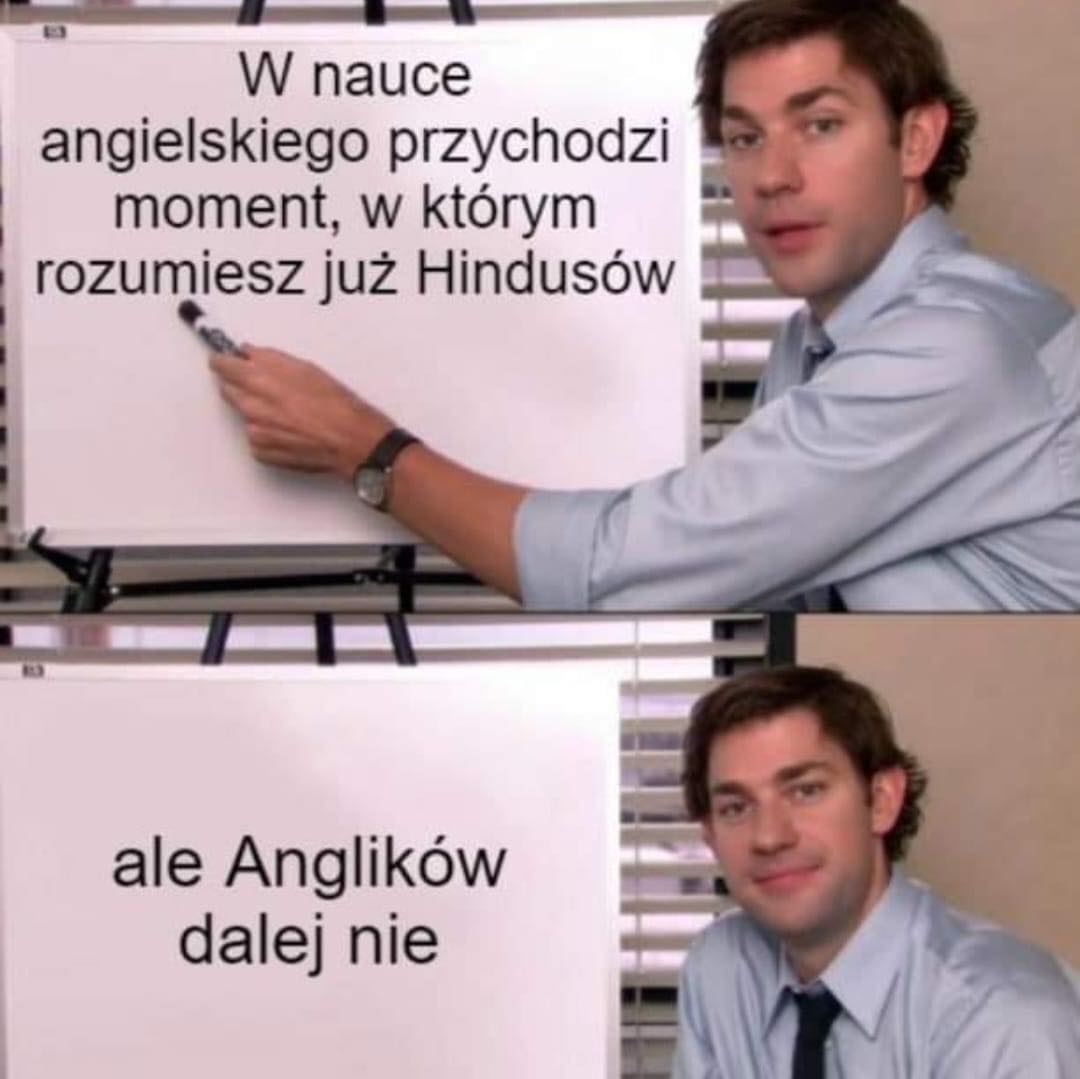 W nauce
angielskiego przychodzi
moment, w którym
rozumiesz już Hindusów
ale Anglików
dalej nie